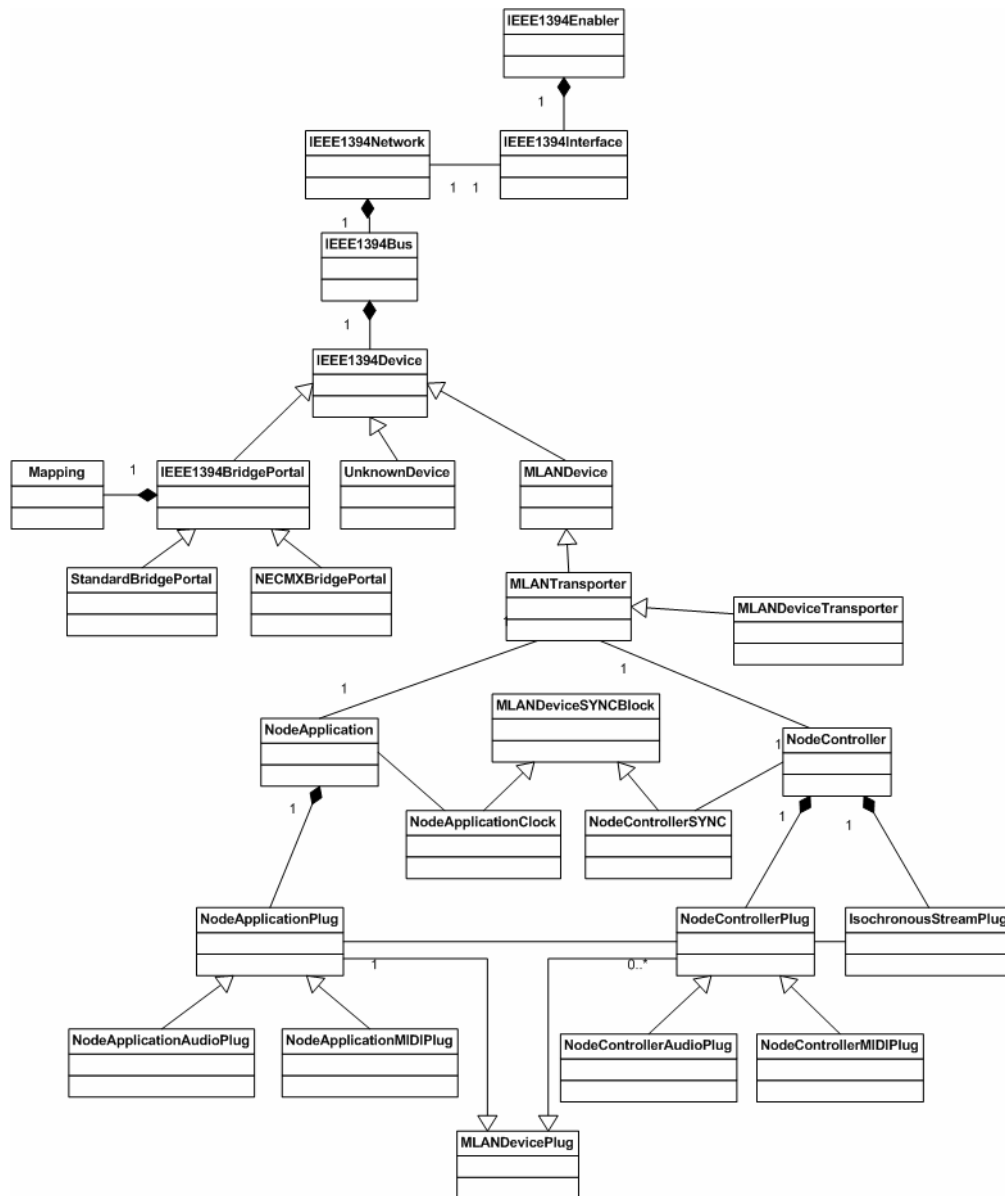 IEEE1394Enabler
1
IEEE1394Network
IEEE1394Interface
1 1
1
IEEE1394Bus
1
IEEE1394Device
Mapping
1
IEEE1394BridgePortal
UnknownDevice
MLANDevice
StandardBridgePortal
NECMXBridgePortal
MLANTransporter
MLANDeviceTransporter
1
1
1
MLANDeviceSYNCBlock
NodeApplication
1
NodeController
1
NodeApplicationClock
NodeControllerSYNC
1
1
NodeApplicationPlug
NodeControllerPlug
IsochronousStreamPlug
1
0..*
NodeApplicationAudioPlug
NodeApplicationMIDIPlug
NodeControllerAudioPlug
NodeControllerMIDIPlug
MLANDevicePlug